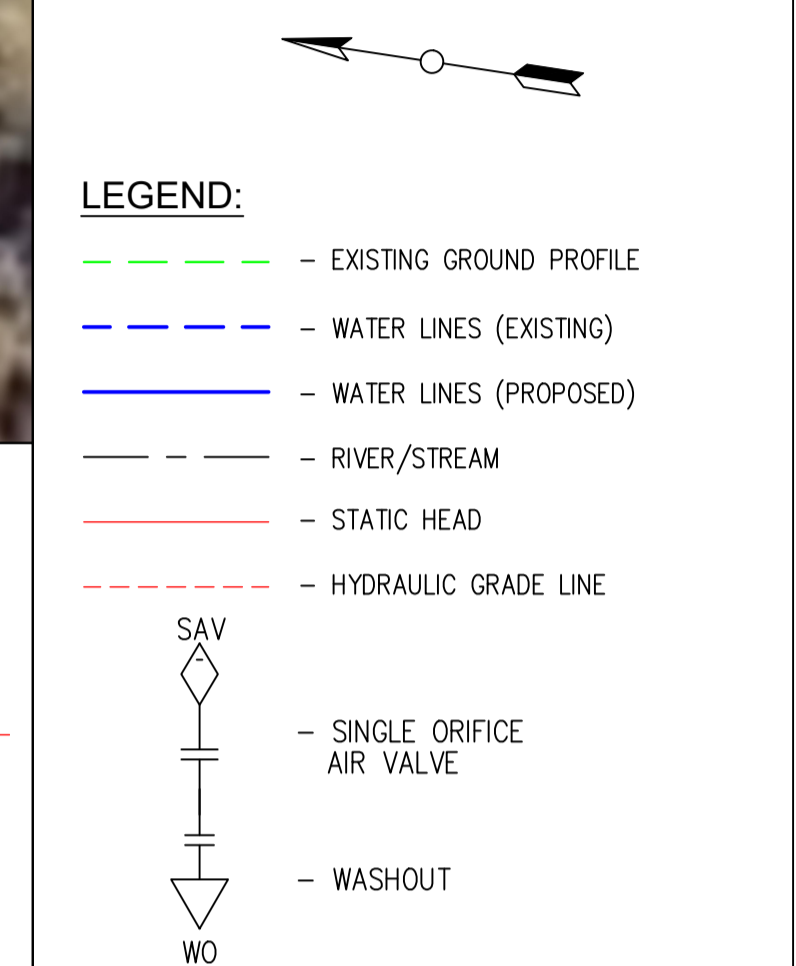 LEGEND:
– EXISTING GROUND PROFILE
– WATER LINES (EXISTING)
– WATER LINES (PROPOSED)
– RIVER/STREAM
– STATIC HEAD
– HYDRAULIC GRADE LINE
SAV
– SINGLE ORIFICE
AIR VALVE
– WASHOUT
WO